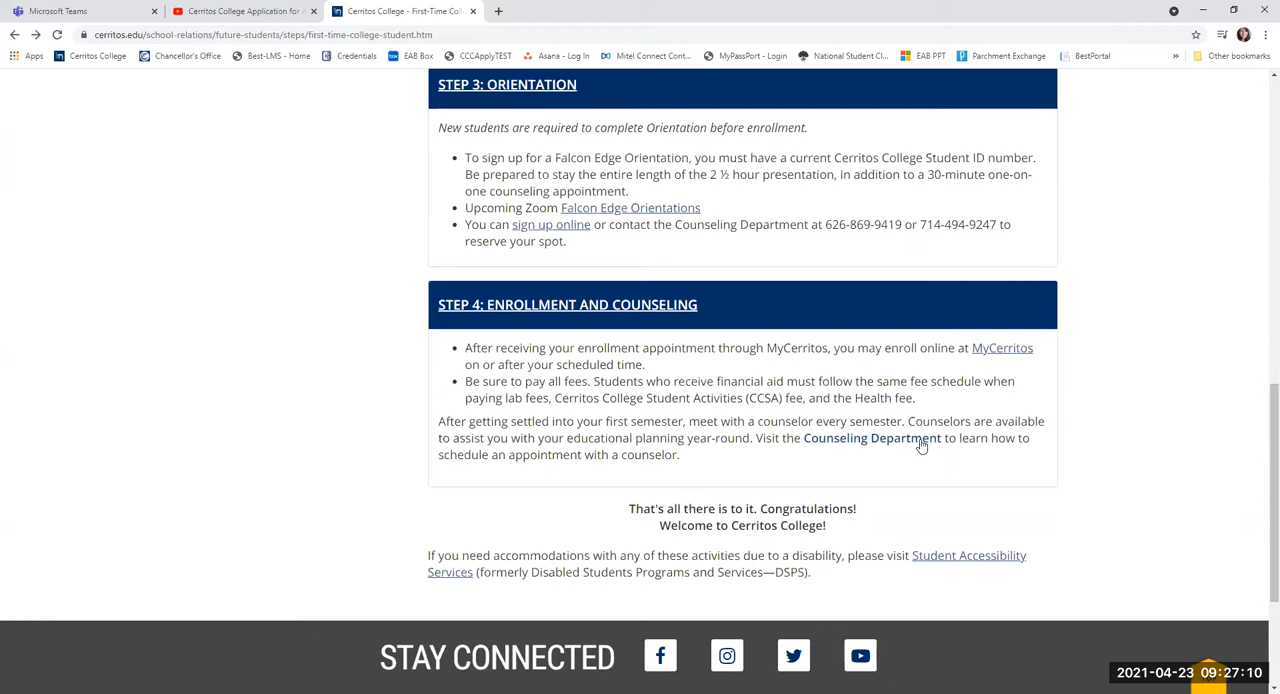 Microsoft Teams
Cerritos College Application for A
Cerritos College - First-Time Col
cerritos.edu/school-relations/future-students/steps/first-time-college-student.htm
Apps
Cerritos College
Chancellor's Office
Best-LMS - Home
Credentials
EAB Box
CCCApplyTEST
Asana - Log In
Mitel Connect Cont...
MyPassPort - Login
National Student Cl...
EAB PPT
Parchment Exchange
BestPortal
»
Other bookmarks
STEP 3: ORIENTATION
New students are required to complete Orientation before enrollment.
• To sign up for a Falcon Edge Orientation, you must have a current Cerritos College Student ID number.
Be prepared to stay the entire length of the 2 ½ hour presentation, in addition to a 30-minute one-on-
one counseling appointment.
• Upcoming Zoom Falcon Edge Orientations
• You can sign up online or contact the Counseling Department at 626-869-9419 or 714-494-9247 to
reserve your spot.
STEP 4: ENROLLMENT AND COUNSELING
• After receiving your enrollment appointment through MyCerritos, you may enroll online at MyCerritos
on or after your scheduled time.
• Be sure to pay all fees. Students who receive financial aid must follow the same fee schedule when
paying lab fees, Cerritos College Student Activities (CCSA) fee, and the Health fee.
After getting settled into your first semester, meet with a counselor every semester. Counselors are available
to assist you with your educational planning year-round. Visit the Counseling Department to learn how to
schedule an appointment with a counselor.
That's all there is to it. Congratulations!
Welcome to Cerritos College!
If you need accommodations with any of these activities due to a disability, please visit Student Accessibility
Services (formerly Disabled Students Programs and Services—DSPS).
STAY CONNECTED
2021-04-23 09:27:10